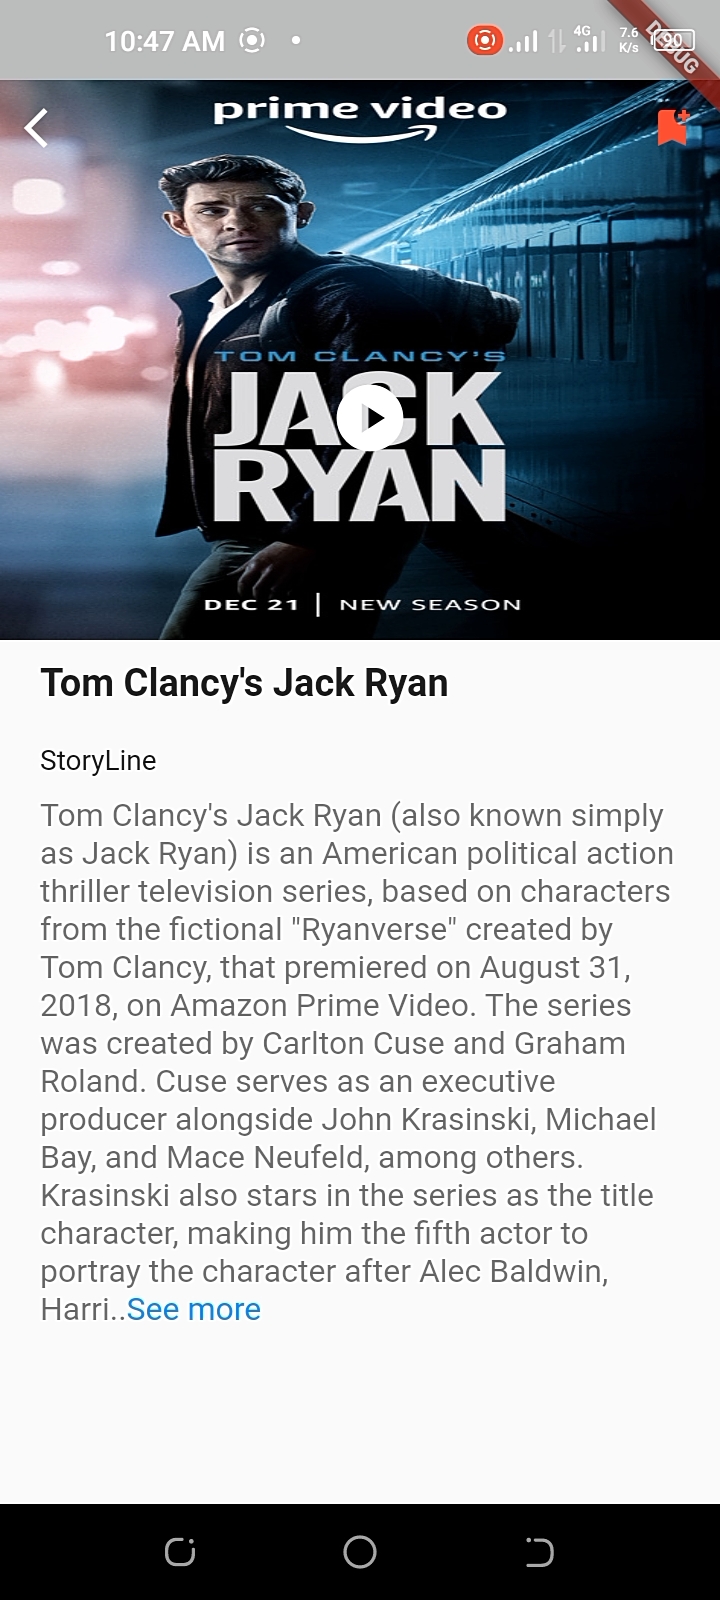 10:47 AM
4G
7.6
K/s
90
DEBUG
prime video
TOM CLANCY'S
JACK
RYAN
DEC 21 | NEW SEASON
Tom Clancy's Jack Ryan
StoryLine
Tom Clancy's Jack Ryan (also known simply
as Jack Ryan) is an American political action
thriller television series, based on characters
from the fictional "Ryanverse" created by
Tom Clancy, that premiered on August 31,
2018, on Amazon Prime Video. The series
was created by Carlton Cuse and Graham
Roland. Cuse serves as an executive
producer alongside John Krasinski, Michael
Bay, and Mace Neufeld, among others.
Krasinski also stars in the series as the title
character, making him the fifth actor to
portray the character after Alec Baldwin,
Harri..See more